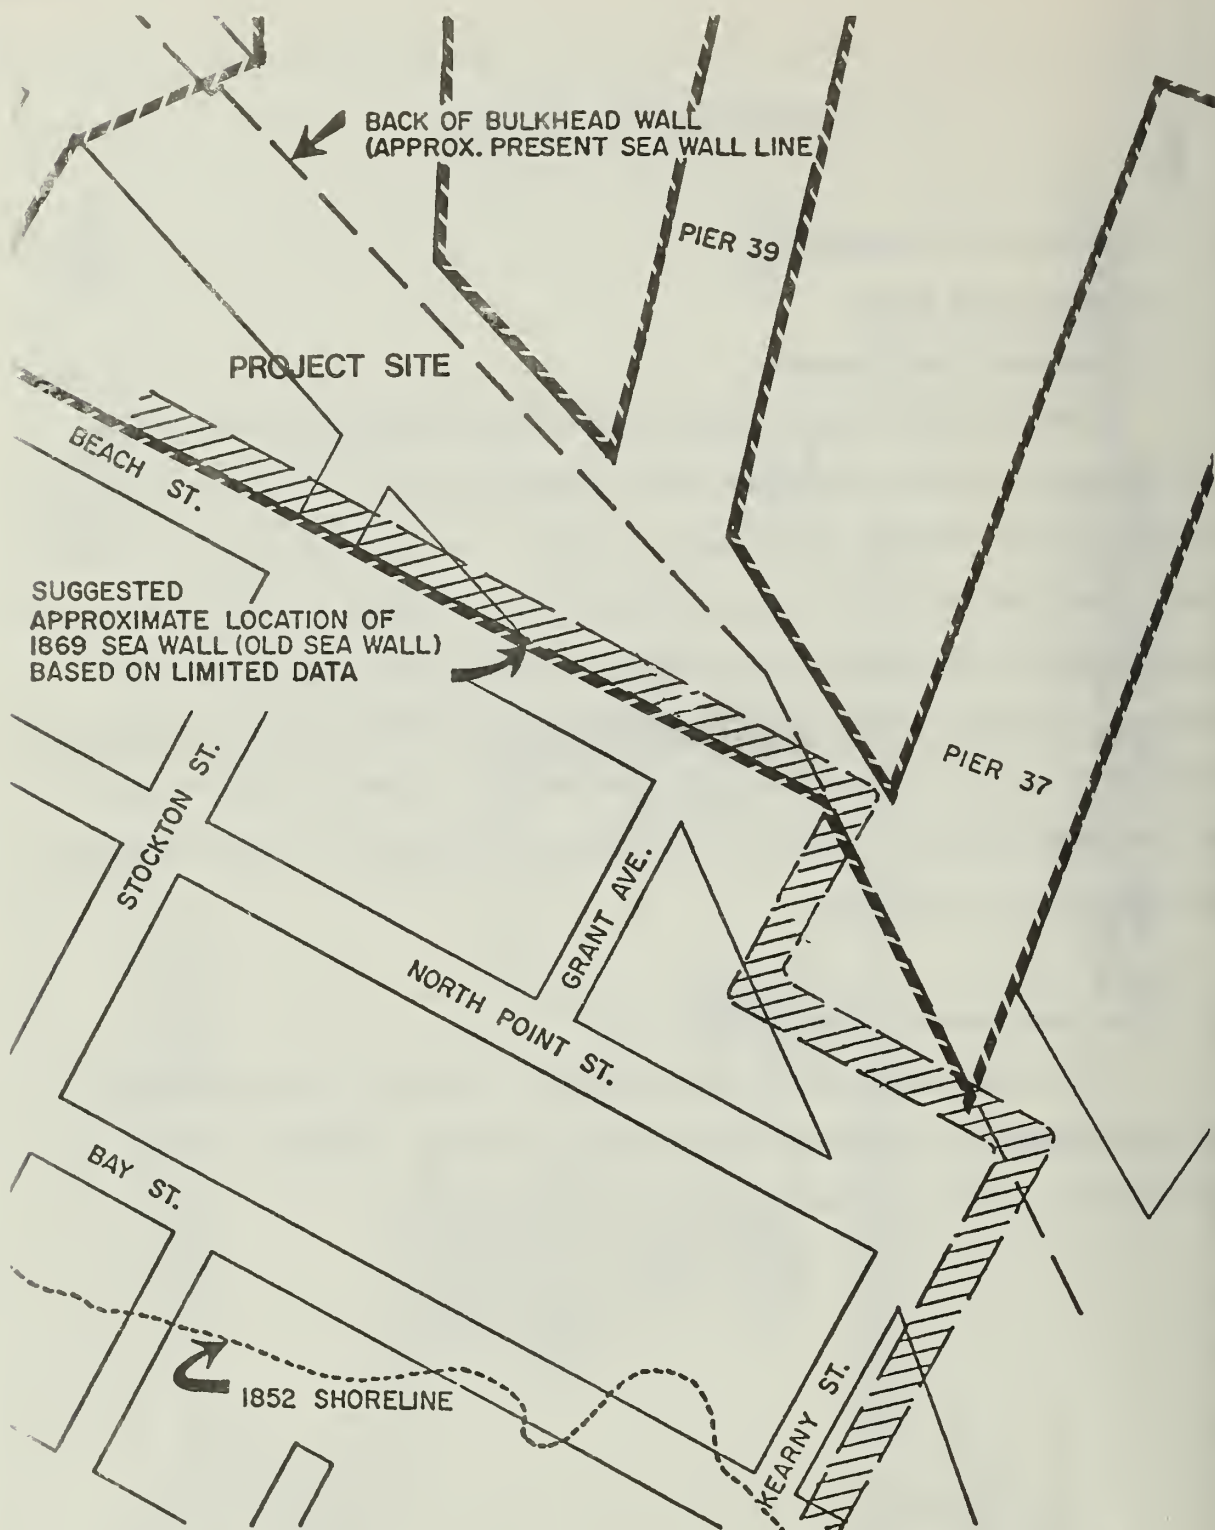 BACK OF BULKHEAD WALL
(APPROX. PRESENT SEA WALL LINE
PIER 39
PROJECT SITE
BEACH ST.
SUGGESTED
APPROXIMATE LOCATION OF
1869 SEA WALL (OLD SEA WALL)
BASED ON LIMITED DATA
PIER 37
STOCKTON ST.
GRANT AVE.
NORTH POINT ST.
BAY ST.
1852 SHORELINE
KEARNY ST.